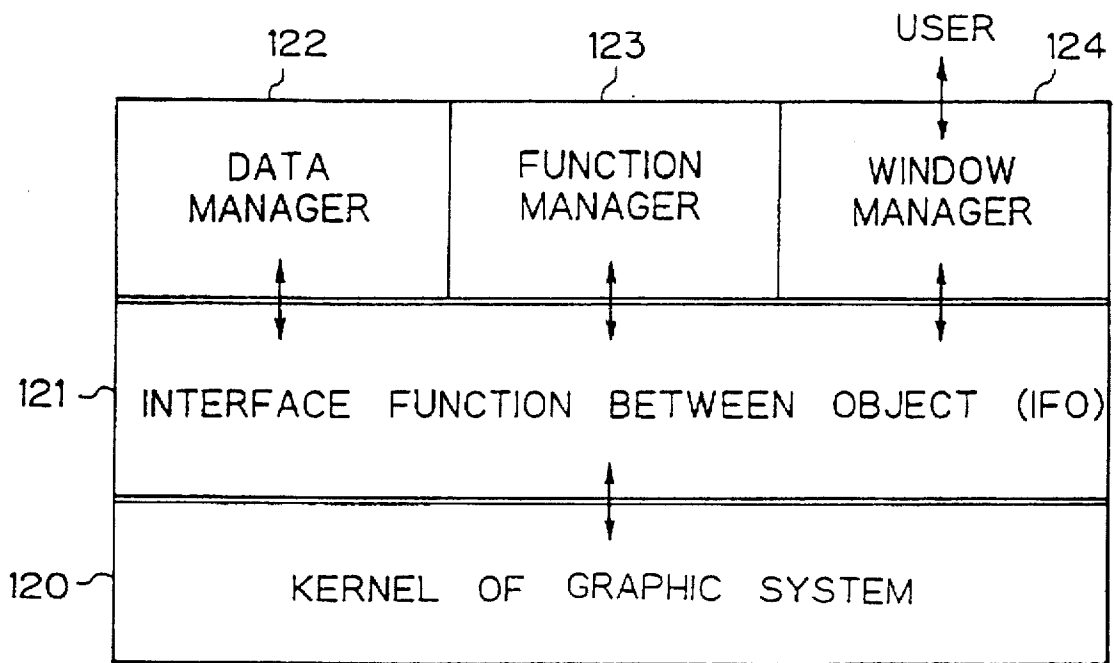 122
123
USER
124
DATA
MANAGER
FUNCTION
MANAGER
WINDOW
MANAGER
121
INTERFACE FUNCTION BETWEEN OBJECT (IFO)
120
KERNEL OF GRAPHIC SYSTEM